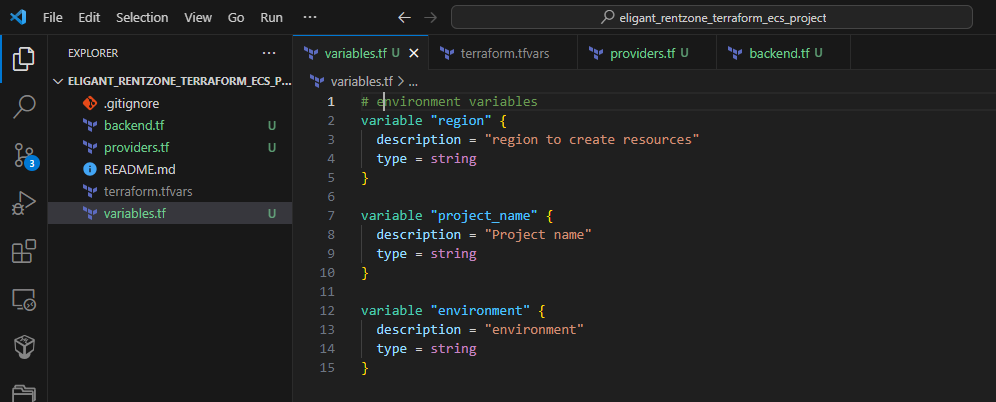 File Edit Selection View Go Run ...
eligant_rentzone_terraform_ecs_project
EXPLORER ...
ELIGANT_RENTZONE_TERRAFORM_ECS_P...
.gitignore
backend.tf U
providers.tf U
README.md
terraform.tfvars
variables.tf U
3
variables.tf U
terraform.tfvars
providers.tf U
backend.tf U
variables.tf > ...
1 # environment variables
2 variable "region" {
3 description = "region to create resources"
4 type = string
5 }
6
7 variable "project_name" {
8 description = "Project name"
9 type = string
10 }
11
12 variable "environment" {
13 description = "environment"
14 type = string
15 }